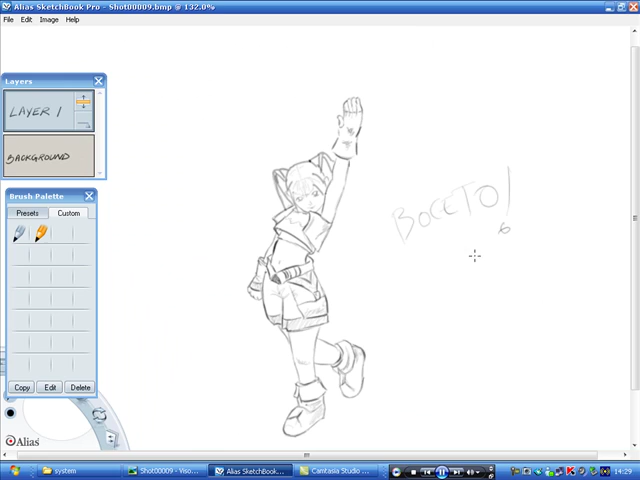 Alias SketchBook Pro - Shot00009.bmp @ 132.0%
File Edit Image Help
Layers
LAYER 1
BACKGROUND
Brush Palette
Presets Custom
BOCETO!
Copy Edit Delete
Alias
system Shot00009 - Viso... Alias SketchBook... Camtasia Studio ... 14:29